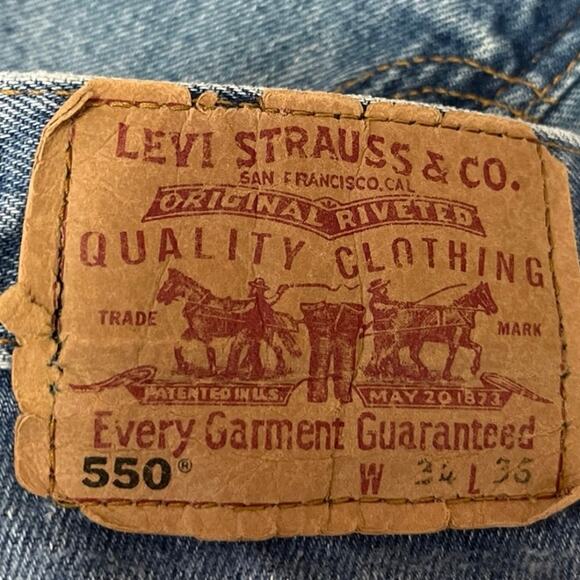 LEVI STRAUSS & CO.
SAN FRANCISCO, CAL
ORIGINAL RIVETED
QUALITY CLOTHING
TRADE MARK
PATENTED IN U.S. MAY 20 1873
Every Garment Guaranteed
550® W L 36